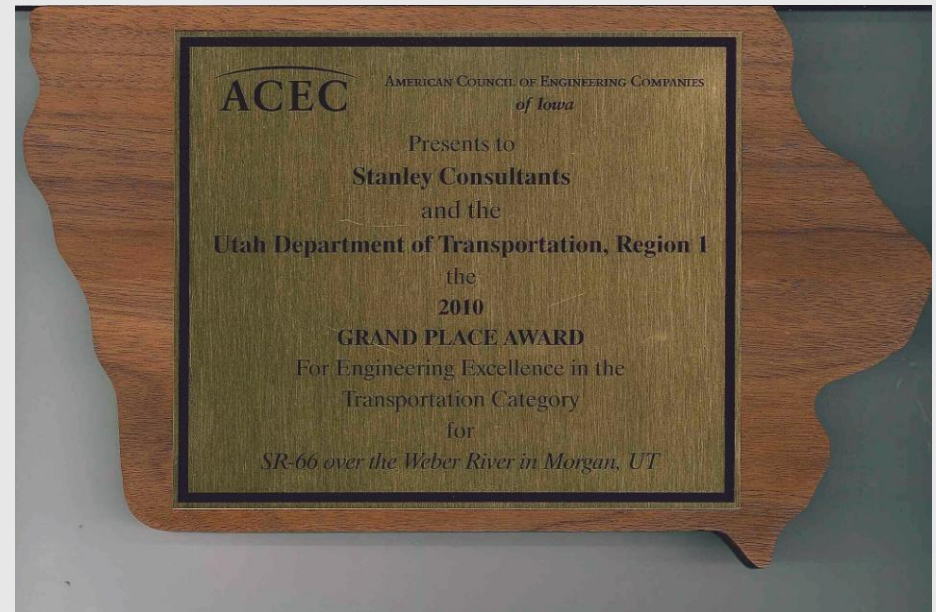 ACEC
AMERICAN COUNCIL OF ENGINEERING COMPANIES
of Iowa
Presents to
Stanley Consultants
and the
Utah Department of Transportation, Region 1
the
2010
GRAND PLACE AWARD
For Engineering Excellence in the
Transportation Category
for
SR-66 over the Weber River in Morgan, UT